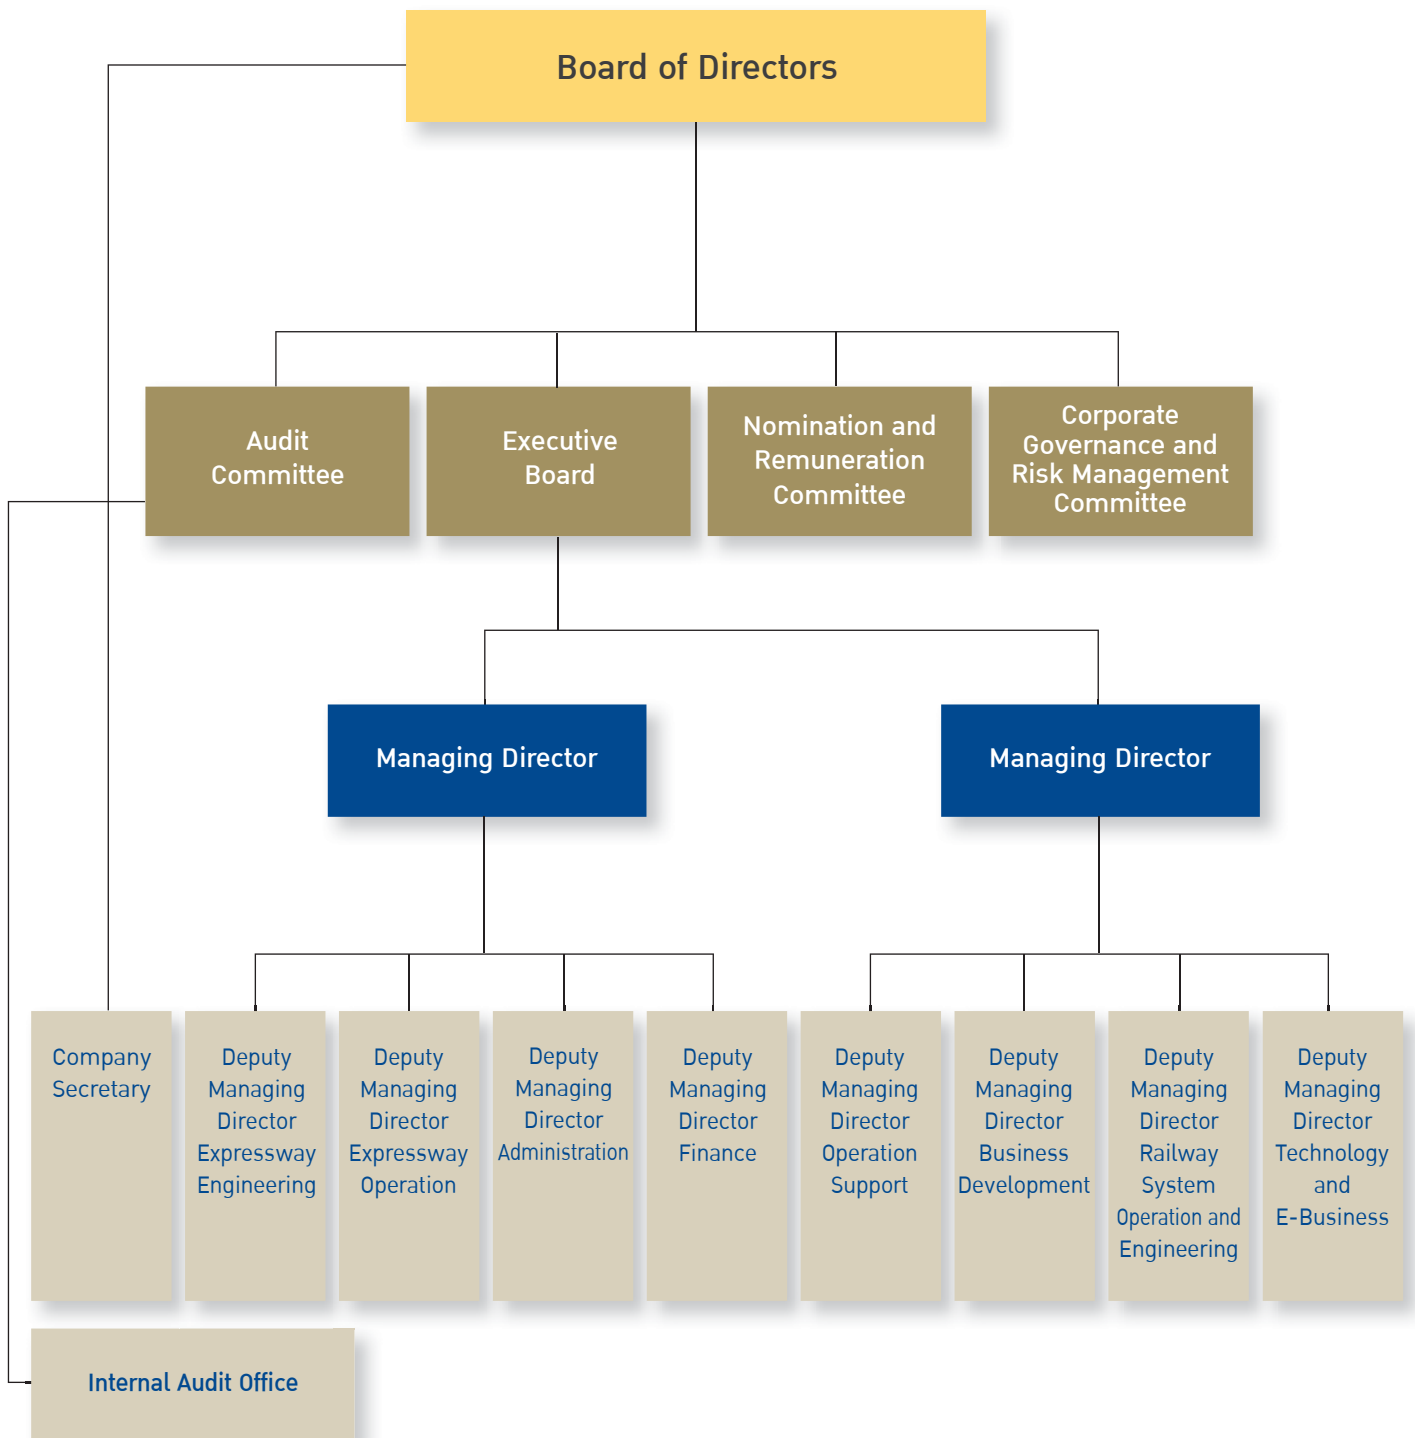 Board of Directors
Audit
Committee
Executive
Board
Nomination and
Remuneration
Committee
Corporate
Governance and
Risk Management
Committee
Managing Director
Managing Director
Company
Secretary
Deputy
Managing
Director
Expressway
Engineering
Deputy
Managing
Director
Expressway
Operation
Deputy
Managing
Director
Administration
Deputy
Managing
Director
Finance
Deputy
Managing
Director
Operation
Support
Deputy
Managing
Director
Business
Development
Deputy
Managing
Director
Railway
System
Operation and
Engineering
Deputy
Managing
Director
Technology
and
E-Business
Internal Audit Office